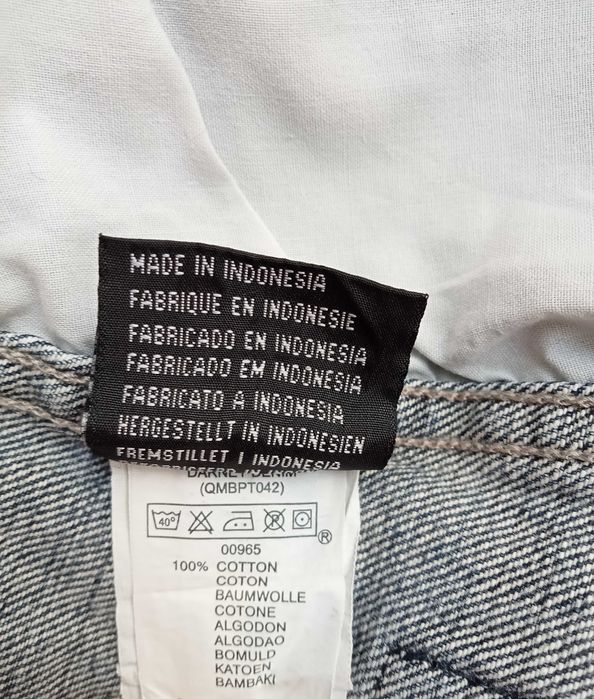 MADE IN INDONESIA
FABRIQUE EN INDONESIE
FABRICADO EN INDONESIA
FABRICADO EM INDONESIA
FABRICATO A INDONESIA
HERGESTELLT IN INDONESIEN
FREMSTILLET I INDONESIA
(QMBPT042)
40°
®
00965
100% COTTON
COTON
BAUMWOLLE
COTONE
ALGODON
ALGODAO
BOMULD
KATOEN
BAMBAKI